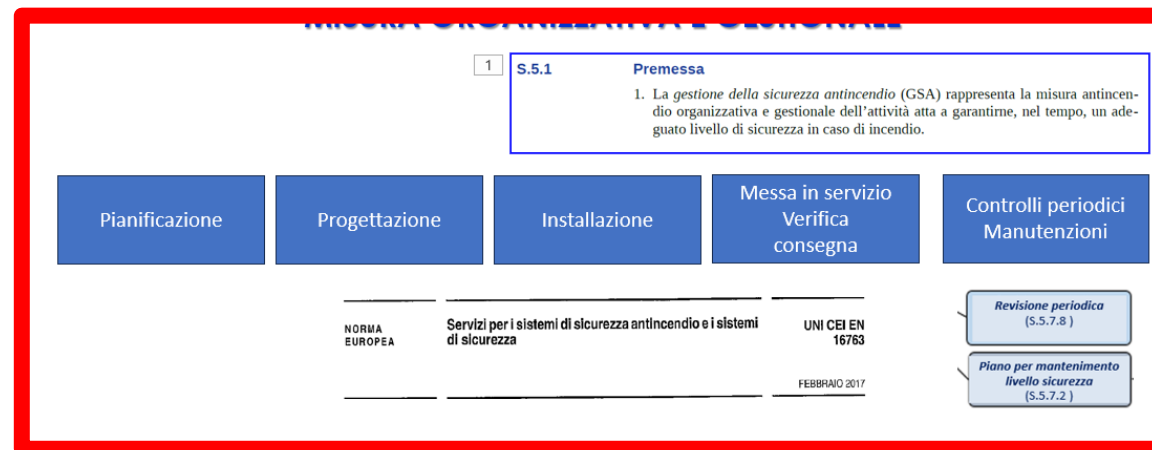 MISURA ORGANIZZATIVA E GESTIONALE
1
S.5.1 Premessa
1. La gestione della sicurezza antincendio (GSA) rappresenta la misura antincen-
dio organizzativa e gestionale dell'attività atta a garantirne, nel tempo, un ade-
guato livello di sicurezza in caso di incendio.
Pianificazione
Progettazione
Installazione
Messa in servizio
Verifica
consegna
Controlli periodici
Manutenzioni
NORMA
EUROPEA
Servizi per i sistemi di sicurezza antincendio e i sistemi
di sicurezza
UNI CEI EN
16763
FEBBRAIO 2017
Revisione periodica
(S.5.7.8 )
Piano per mantenimento
livello sicurezza
(S.5.7.2 )